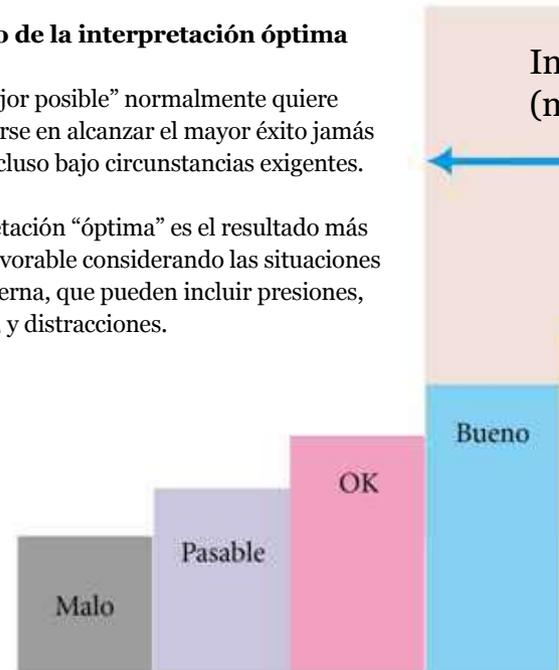 o de la interpretación óptima
jor posible” normalmente quiere
rse en alcanzar el mayor éxito jamás
cluso bajo circunstancias exigentes.
etación “óptima” es el resultado más
vorable considerando las situaciones
erna, que pueden incluir presiones,
y distracciones.
In
(m
Bueno
OK
Pasable
Malo